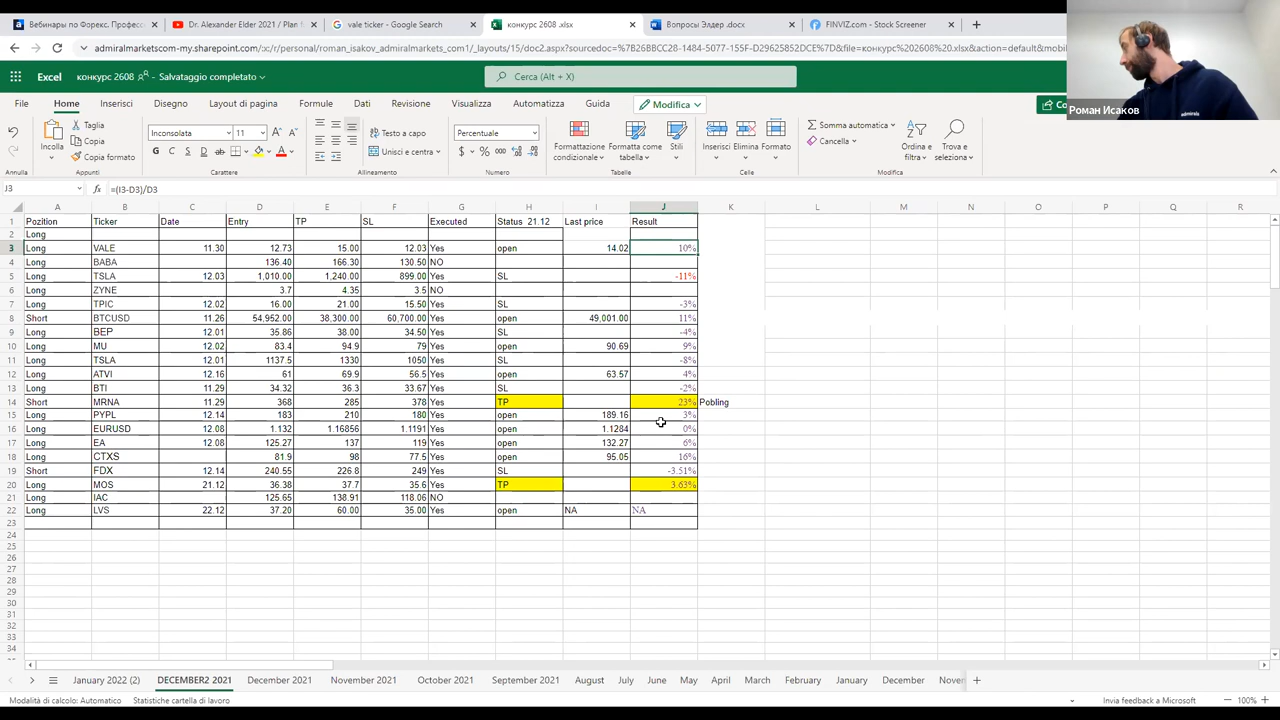 Вебинары по Форекс. Професс
Dr. Alexander Elder 2021 / Plan f
vale ticker - Google Search
конкурс 2608 .xlsx
Вопросы Элдер .docx
FINVIZ.com - Stock Screener
admiralmarketscom-my.sharepoint.com/:x:/r/personal/roman_isakov_admiralmarkets_com1/_layouts/15/doc2.aspx?sourcedoc=%7B26BBCC28-1484-5077-155F-D29625852DCE%7D&file=конкурс%202608%20.xlsx&action=default&mobil
Excel конкурс 2608 - Salvataggio completato
Cerca (Alt + X)
Роман Исаков
File Home Inserisci Disegno Layout di pagina Formule Dati Revisione Visualizza Automatizza Guida Modifica Co
Incolla Taglia Copia Copia formato
Inconsolata 11
G C S D ab
Testo a capo
Unisci e centra
Percentuale
$ % 000
Formattazione condizionale Formato come tabella Stili
Inserisci Elimina Formato
Somma automatica
Cancella
Ordina e filtra Trova e seleziona
Annulla Appunti Carattere Allineamento Numero Tabelle Celle Modifica
J3 fx =(I3-D3)/D3
A B C D E F G H I J K L M N O P Q R
1 Pozition Ticker Date Entry TP SL Executed Status 21.12 Last price Result
2 Long
3 Long VALE 11.30 12.73 15.00 12.03 Yes open 14.02 10%
4 Long BABA 136.40 166.30 130.50 NO
5 Long TSLA 12.03 1,010.00 1,240.00 899.00 Yes SL -11%
6 Long ZYNE 3.7 4.35 3.5 NO
7 Long TPIC 12.02 16.00 21.00 15.50 Yes SL -3%
8 Short BTCUSD 11.26 54,952.00 38,300.00 60,700.00 Yes open 49,001.00 11%
9 Long BEP 12.01 35.86 38.00 34.50 Yes SL -4%
10 Long MU 12.02 83.4 94.9 79 Yes open 90.69 9%
11 Long TSLA 12.01 1137.5 1330 1050 Yes SL -8%
12 Long ATVI 12.16 61 69.9 56.5 Yes open 63.57 4%
13 Long BTI 11.29 34.32 36.3 33.67 Yes SL -2%
14 Short MRNA 11.29 368 285 378 Yes TP 23% Pobling
15 Long PYPL 12.14 183 210 180 Yes open 189.16 3%
16 Long EURUSD 12.08 1.132 1.16856 1.1191 Yes open 1.1284 0%
17 Long EA 12.08 125.27 137 119 Yes open 132.27 6%
18 Long CTXS 81.9 98 77.5 Yes open 95.05 16%
19 Short FDX 12.14 240.55 226.8 249 Yes SL -3.51%
20 Long MOS 21.12 36.38 37.7 35.6 Yes TP 3.63%
21 Long IAC 125.65 138.91 118.06 NO
22 Long LVS 22.12 37.20 60.00 35.00 Yes open NA NA
23
24
25
26
27
28
29
30
31
32
33
34
January 2022 (2) DECEMBER2 2021 December 2021 November 2021 October 2021 September 2021 August July June May April March February January December Noven
Modalità di calcolo: Automatico Statistiche cartella di lavoro Invia feedback a Microsoft 100%